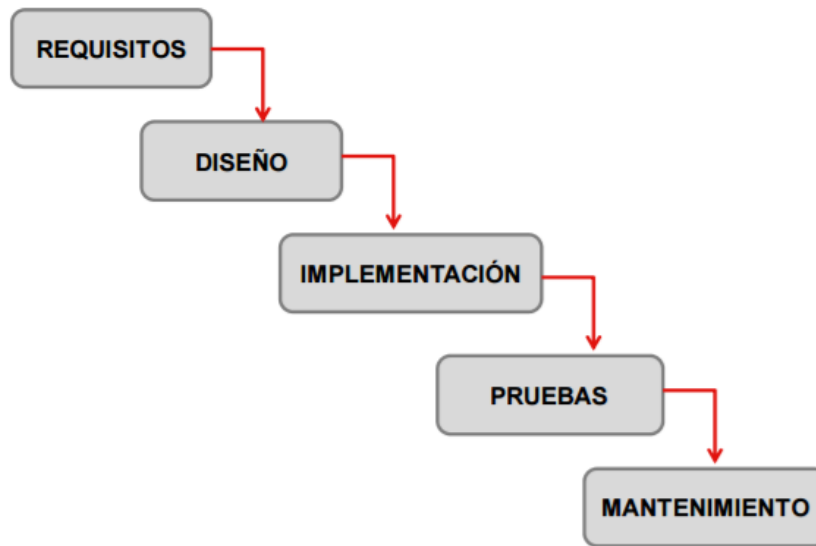 REQUISITOS
DISEÑO
IMPLEMENTACIÓN
PRUEBAS
MANTENIMIENTO